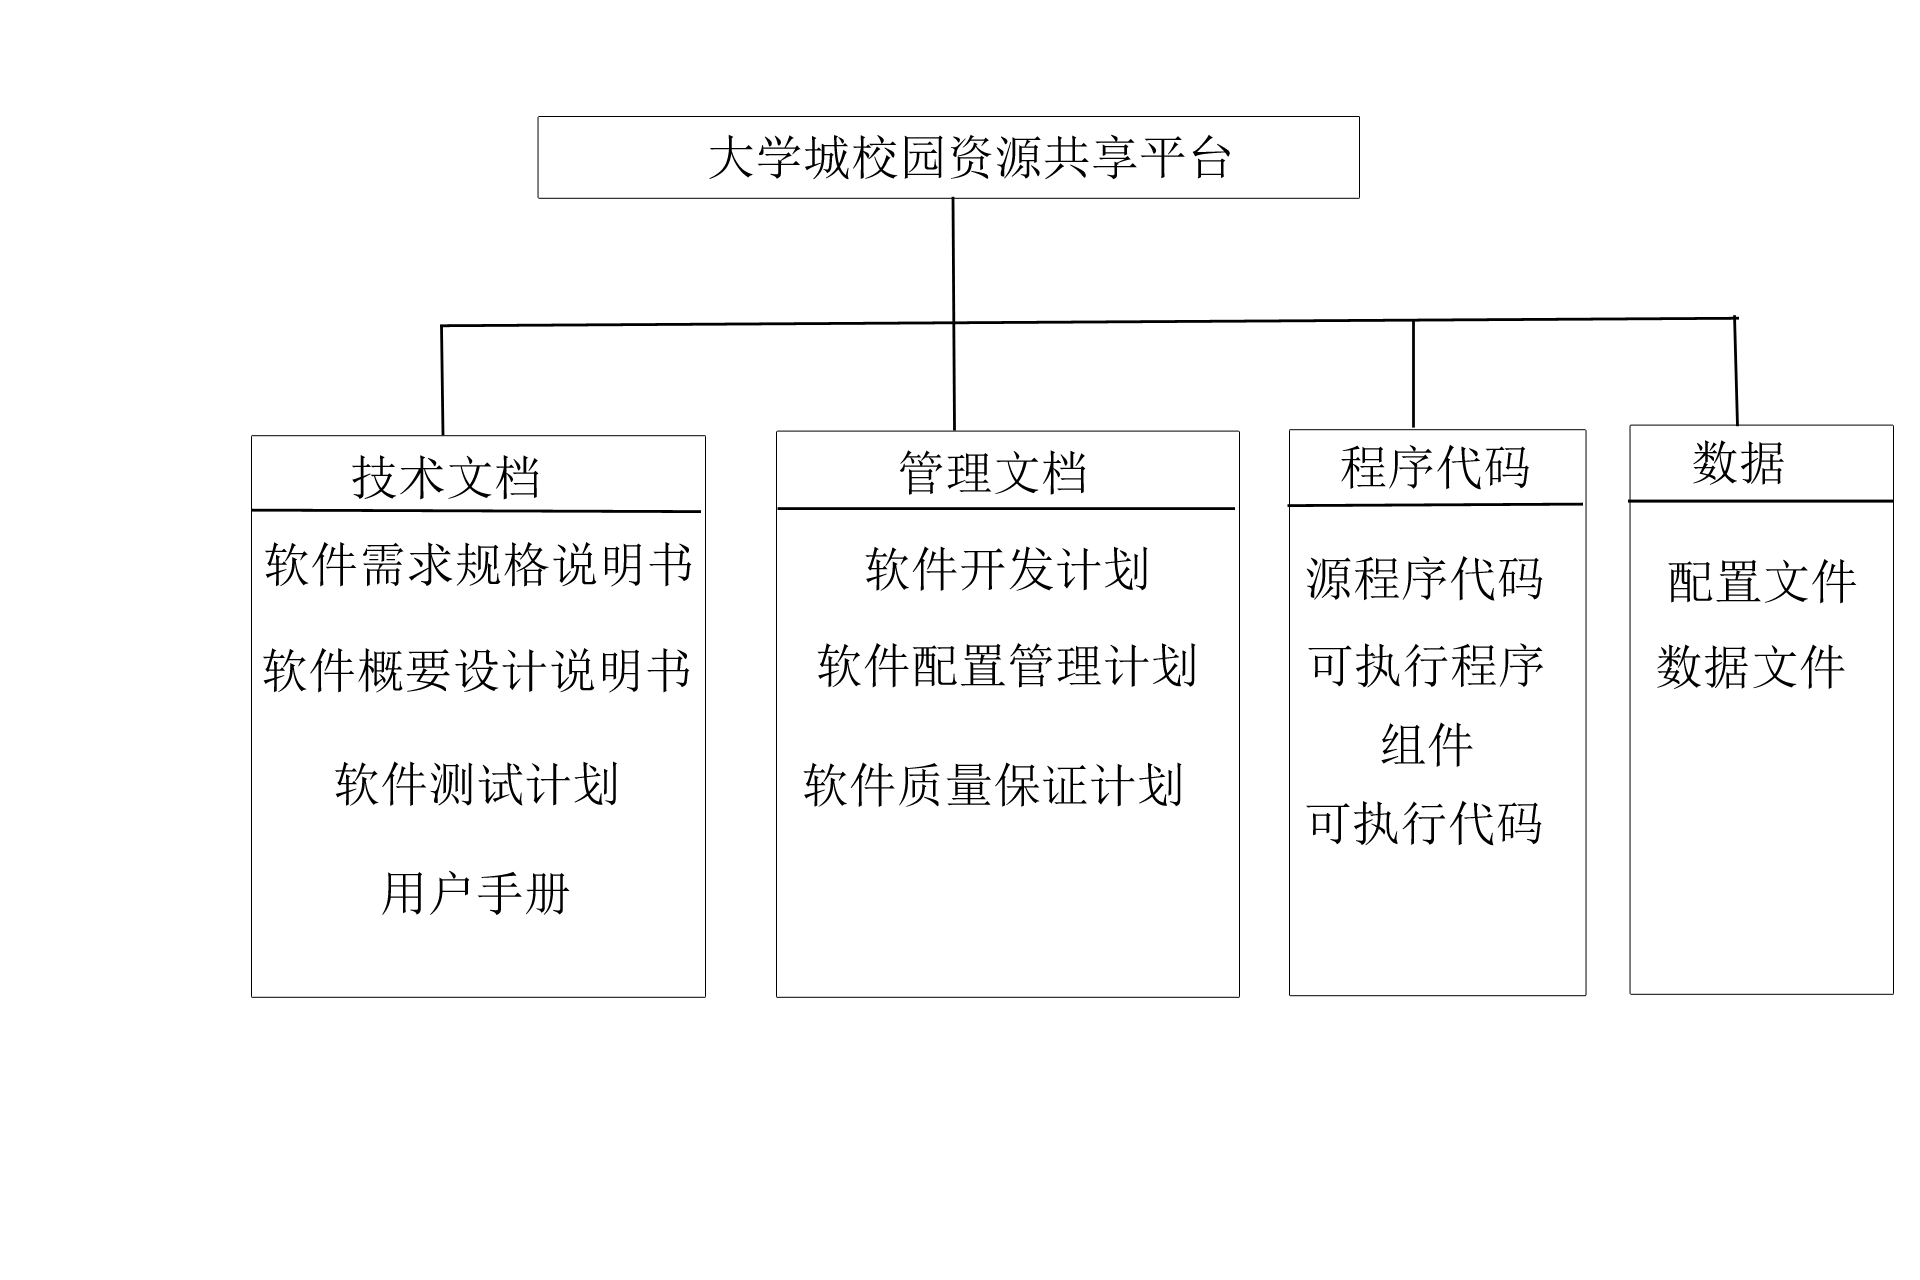 大学城校园资源共享平台
技术文档
软件需求规格说明书
软件概要设计说明书
软件测试计划
用户手册
管理文档
软件开发计划
软件配置管理计划
软件质量保证计划
程序代码
源程序代码
可执行程序
组件
可执行代码
数据
配置文件
数据文件